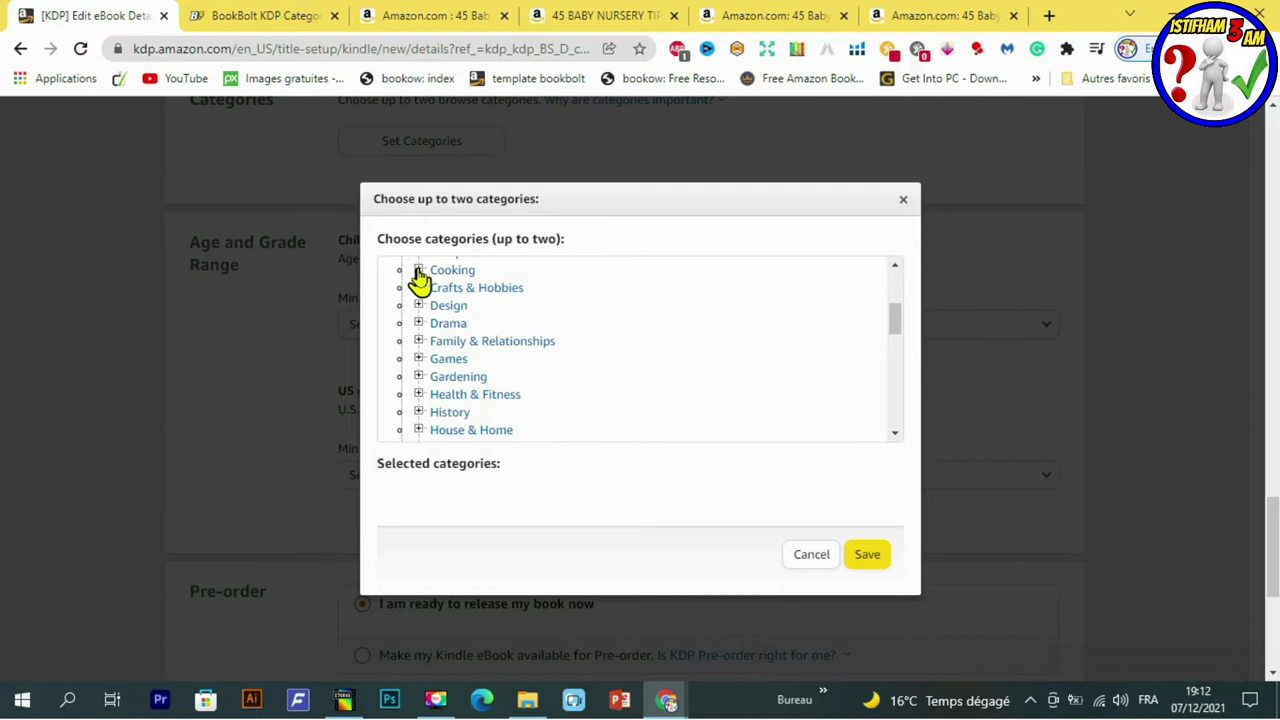 [KDP] Edit eBook Deta
BookBolt KDP Catego
Amazon.com : 45 Bab
45 BABY NURSERY TIP
Amazon.com : 45 Baby
Amazon.com : 45 Baby
kdp.amazon.com/en_US/title-setup/kindle/new/details?ref_=kdp_kdp_BS_D_c...
Applications
YouTube
Images gratuites -...
bookow: index
template bookbolt
bookow: Free Reso...
Free Amazon Book...
Get Into PC - Down...
»
Autres favoris
ISTIFHAM 3 AM
Categories
Choose up to two browse categories. Why are categories important?
Set Categories
Choose up to two categories:
Choose categories (up to two):
Cooking
Crafts & Hobbies
Design
Drama
Family & Relationships
Games
Gardening
Health & Fitness
History
House & Home
Selected categories:
Cancel
Save
Age and Grade
Range
Pre-order
I am ready to release my book now
Make my Kindle eBook available for Pre-order. Is KDP Pre-order right for me?
Bureau
»
16°C Temps dégagé
FRA
19:12
07/12/2021